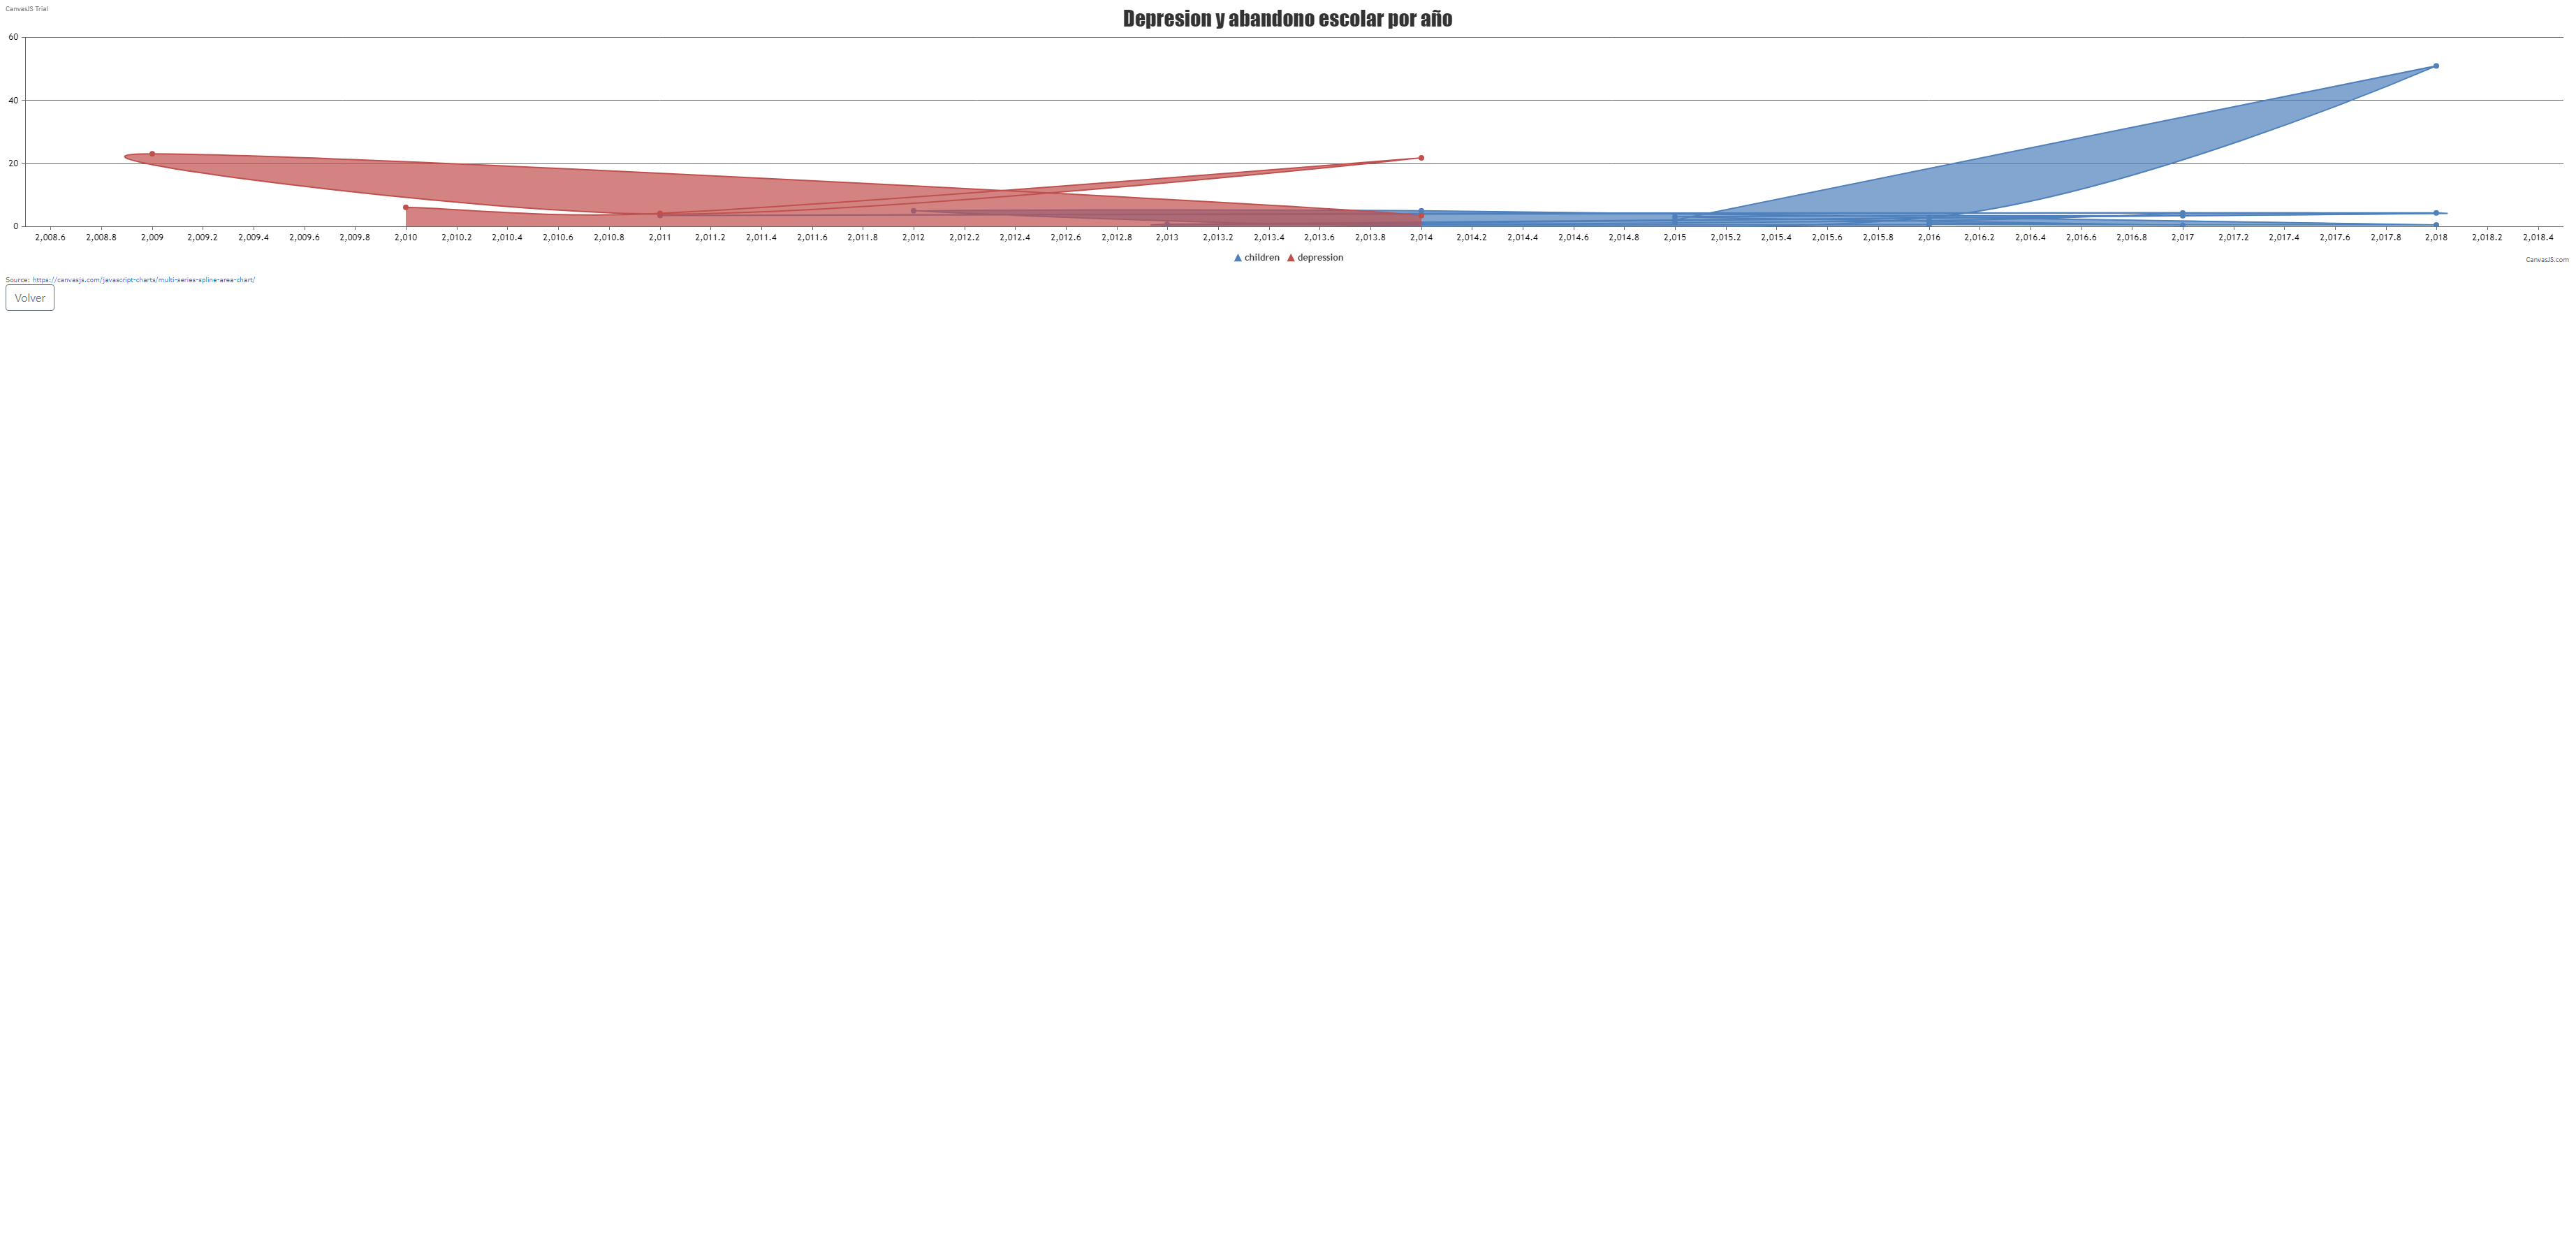 CanvasJS Trial
Depresion y abandono escolar por año
60
40
20
0
2,008.6 2,008.8 2,009 2,009.2 2,009.4 2,009.6 2,009.8 2,010 2,010.2 2,010.4 2,010.6 2,010.8 2,011 2,011.2 2,011.4 2,011.6 2,011.8 2,012 2,012.2 2,012.4 2,012.6 2,012.8 2,013 2,013.2 2,013.4 2,013.6 2,013.8 2,014 2,014.2 2,014.4 2,014.6 2,014.8 2,015 2,015.2 2,015.4 2,015.6 2,015.8 2,016 2,016.2 2,016.4 2,016.6 2,016.8 2,017 2,017.2 2,017.4 2,017.6 2,017.8 2,018 2,018.2 2,018.4
children depression
CanvasJS.com
Source: https://canvasjs.com/javascript-charts/multi-series-spline-area-chart/
Volver